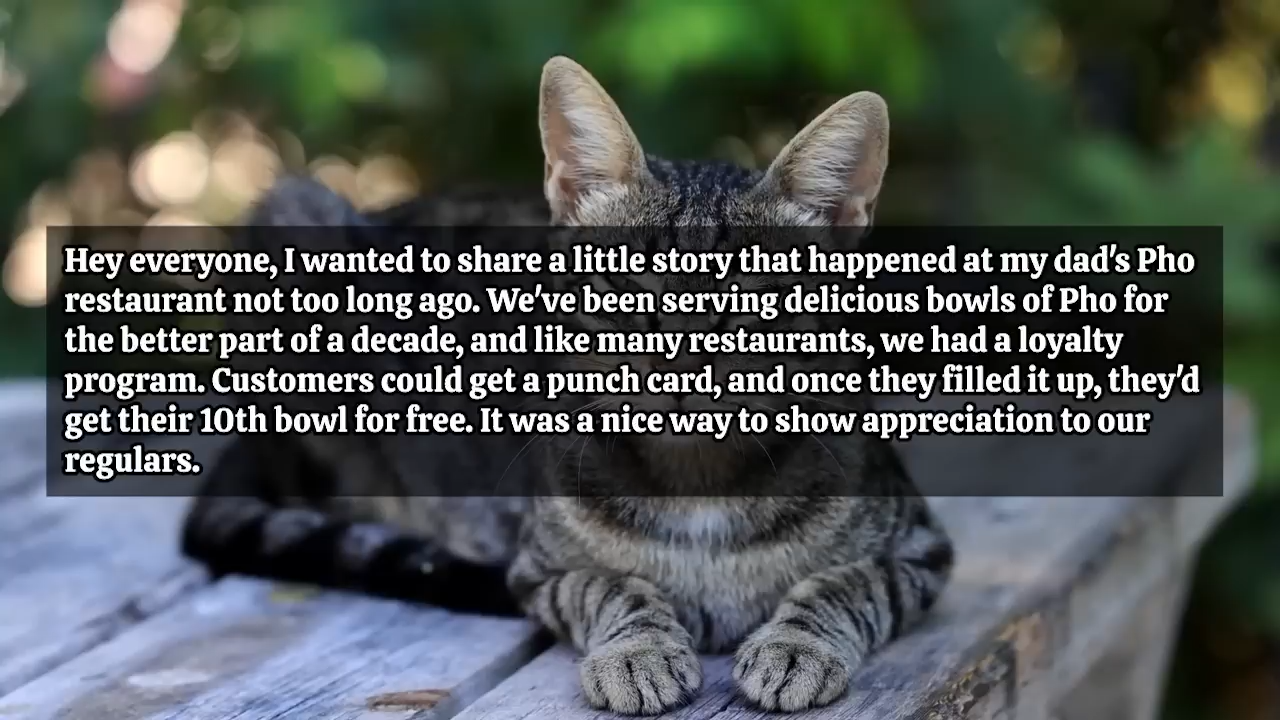 Hey everyone, I wanted to share a little story that happened at my dad's Pho
restaurant not too long ago. We've been serving delicious bowls of Pho for
the better part of a decade, and like many restaurants, we had a loyalty
program. Customers could get a punch card, and once they filled it up, they'd
get their 10th bowl for free. It was a nice way to show appreciation to our
regulars.